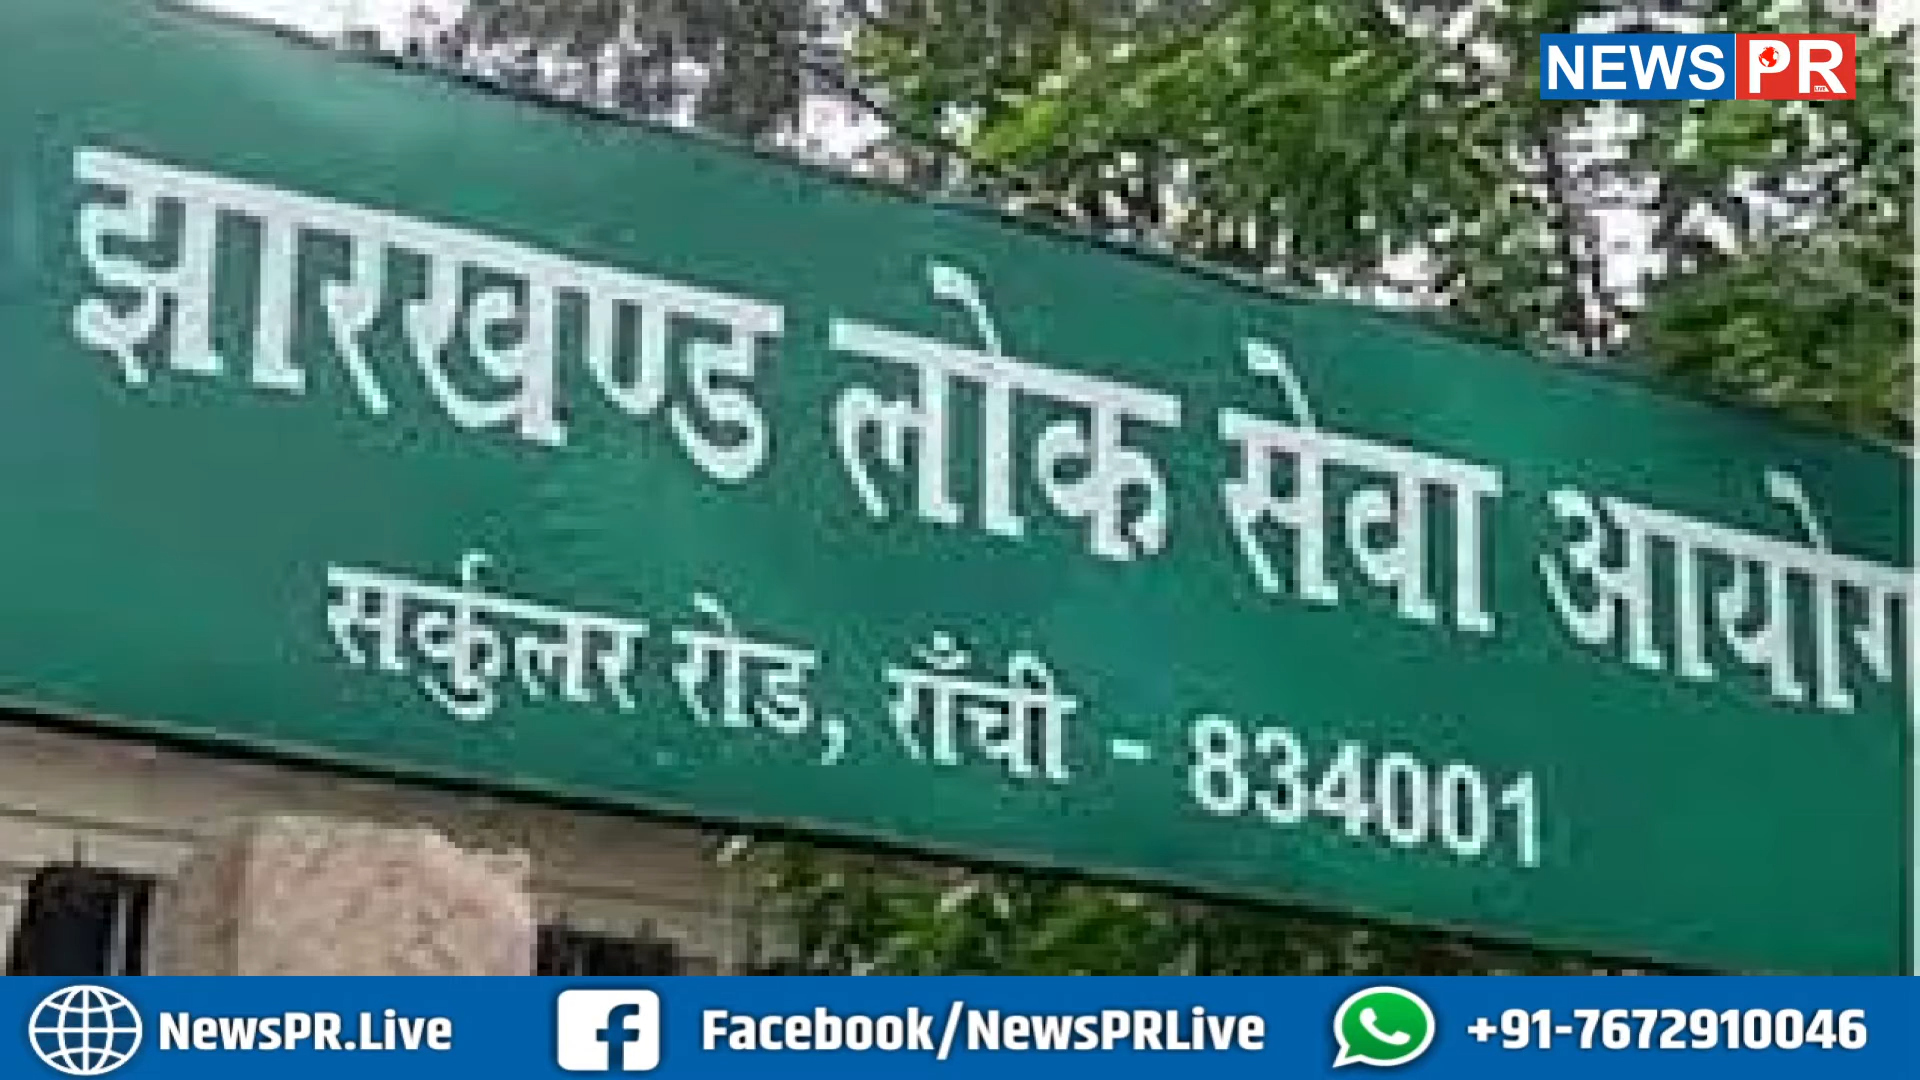 NEWS PR
झारखण्ड लोक सेवा आयोग
सर्कुलर रोड, राँची - 834001
NewsPR.Live
Facebook/NewsPRLive
+91-7672910046